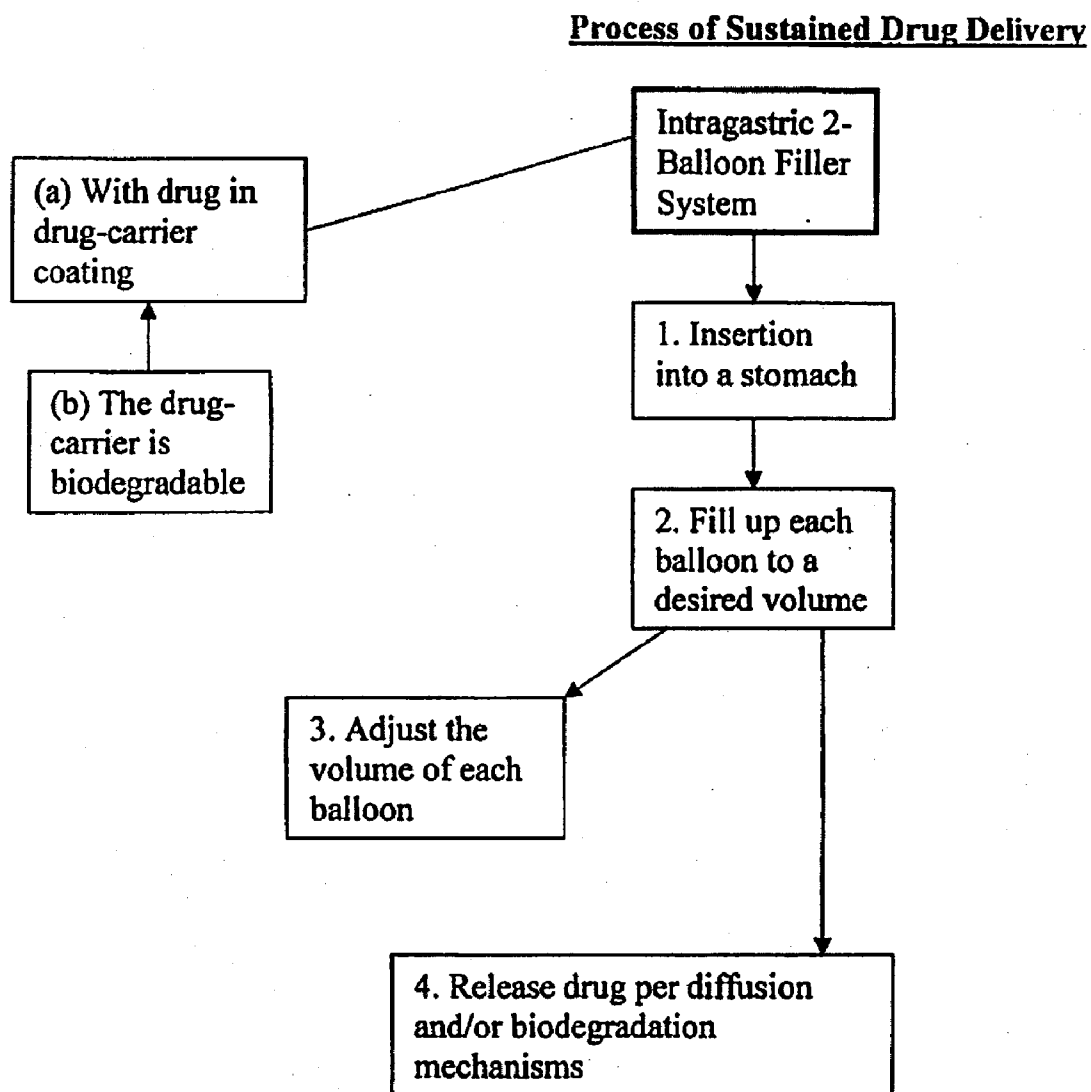 Process of Sustained Drug Delivery
Intragastric 2-
Balloon Filler
System
(a) With drug in
drug-carrier
coating
(b) The drug-
carrier is
biodegradable
1. Insertion
into a stomach
2. Fill up each
balloon to a
desired volume
3. Adjust the
volume of each
balloon
4. Release drug per diffusion
and/or biodegradation
mechanisms